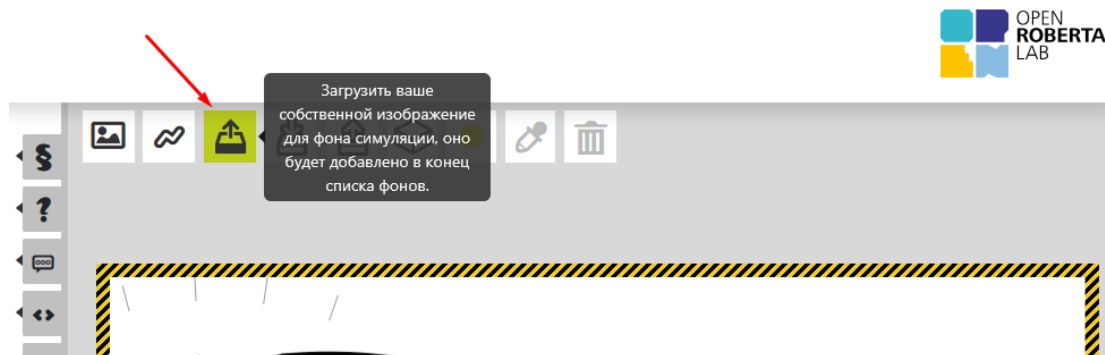 OPEN
ROBERTA
LAB
Загрузить ваше
собственной изображение
для фона симуляции, оно
будет добавлено в конец
списка фонов.
§
?